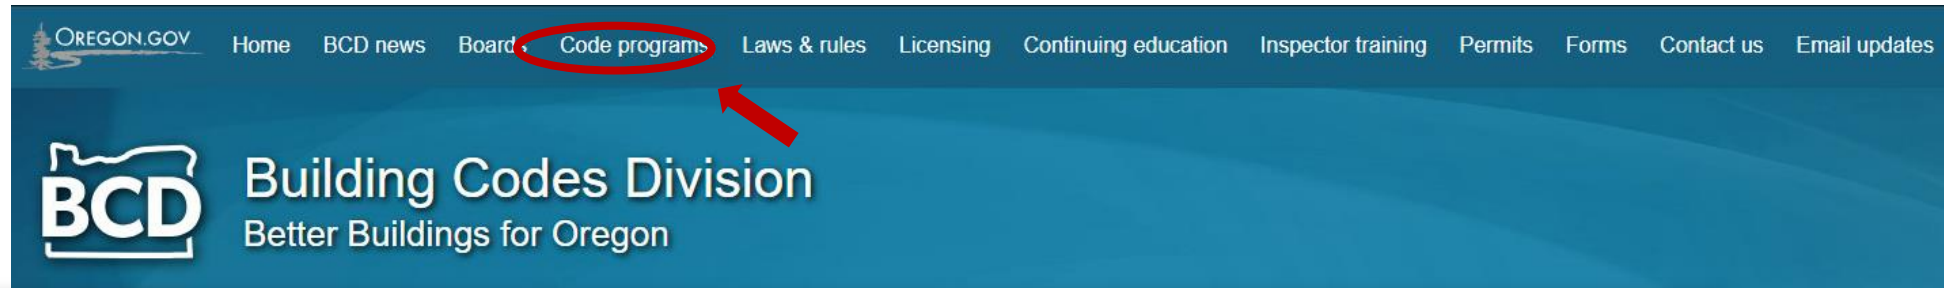 OREGON.GOV Home BCD news Boards Code programs Laws & rules Licensing Continuing education Inspector training Permits Forms Contact us Email updates
BCD
Building Codes Division
Better Buildings for Oregon